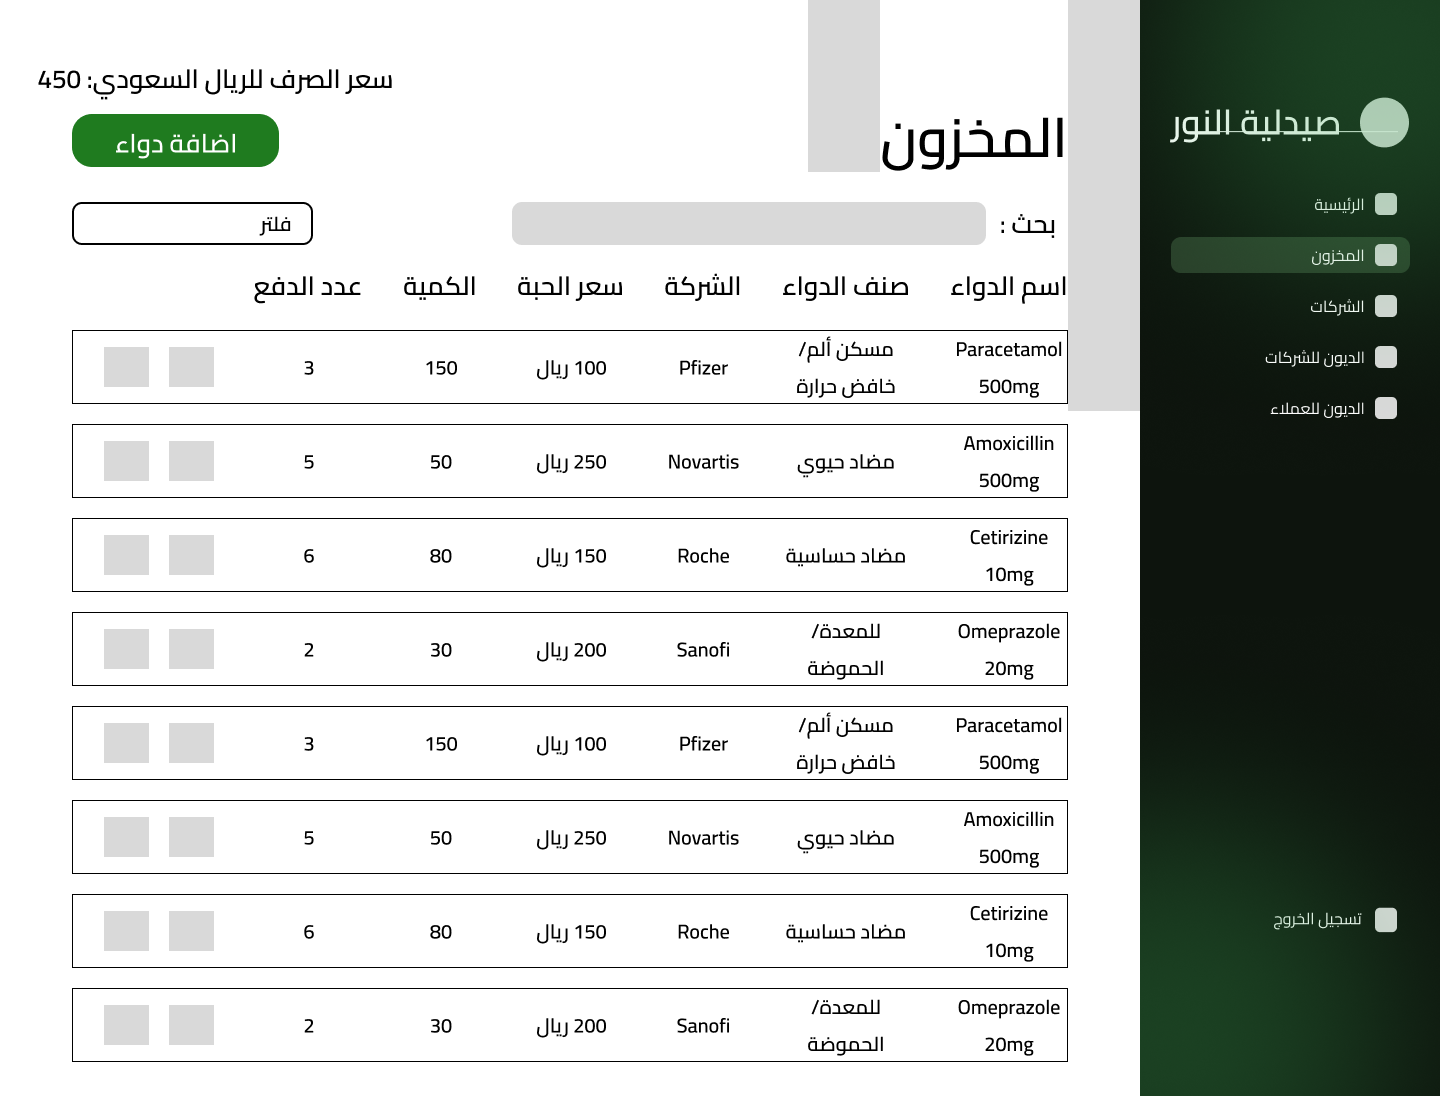 صيدلية النور
الرئيسية
المخزون
الشركات
الديون للشركات
الديون للعملاء
تسجيل الخروج
سعر الصرف للريال السعودي: 450
المخزون
اضافة دواء
بحث :
فلتر
اسم الدواء صنف الدواء الشركة سعر الحبة الكمية عدد الدفع
Paracetamol
500mg
مسكن ألم/
خافض حرارة
Pfizer
100 ريال
150
3
Amoxicillin
500mg
مضاد حيوي
Novartis
250 ريال
50
5
Cetirizine
10mg
مضاد حساسية
Roche
150 ريال
80
6
Omeprazole
20mg
للمعدة/
الحموضة
Sanofi
200 ريال
30
2
Paracetamol
500mg
مسكن ألم/
خافض حرارة
Pfizer
100 ريال
150
3
Amoxicillin
500mg
مضاد حيوي
Novartis
250 ريال
50
5
Cetirizine
10mg
مضاد حساسية
Roche
150 ريال
80
6
Omeprazole
20mg
للمعدة/
الحموضة
Sanofi
200 ريال
30
2